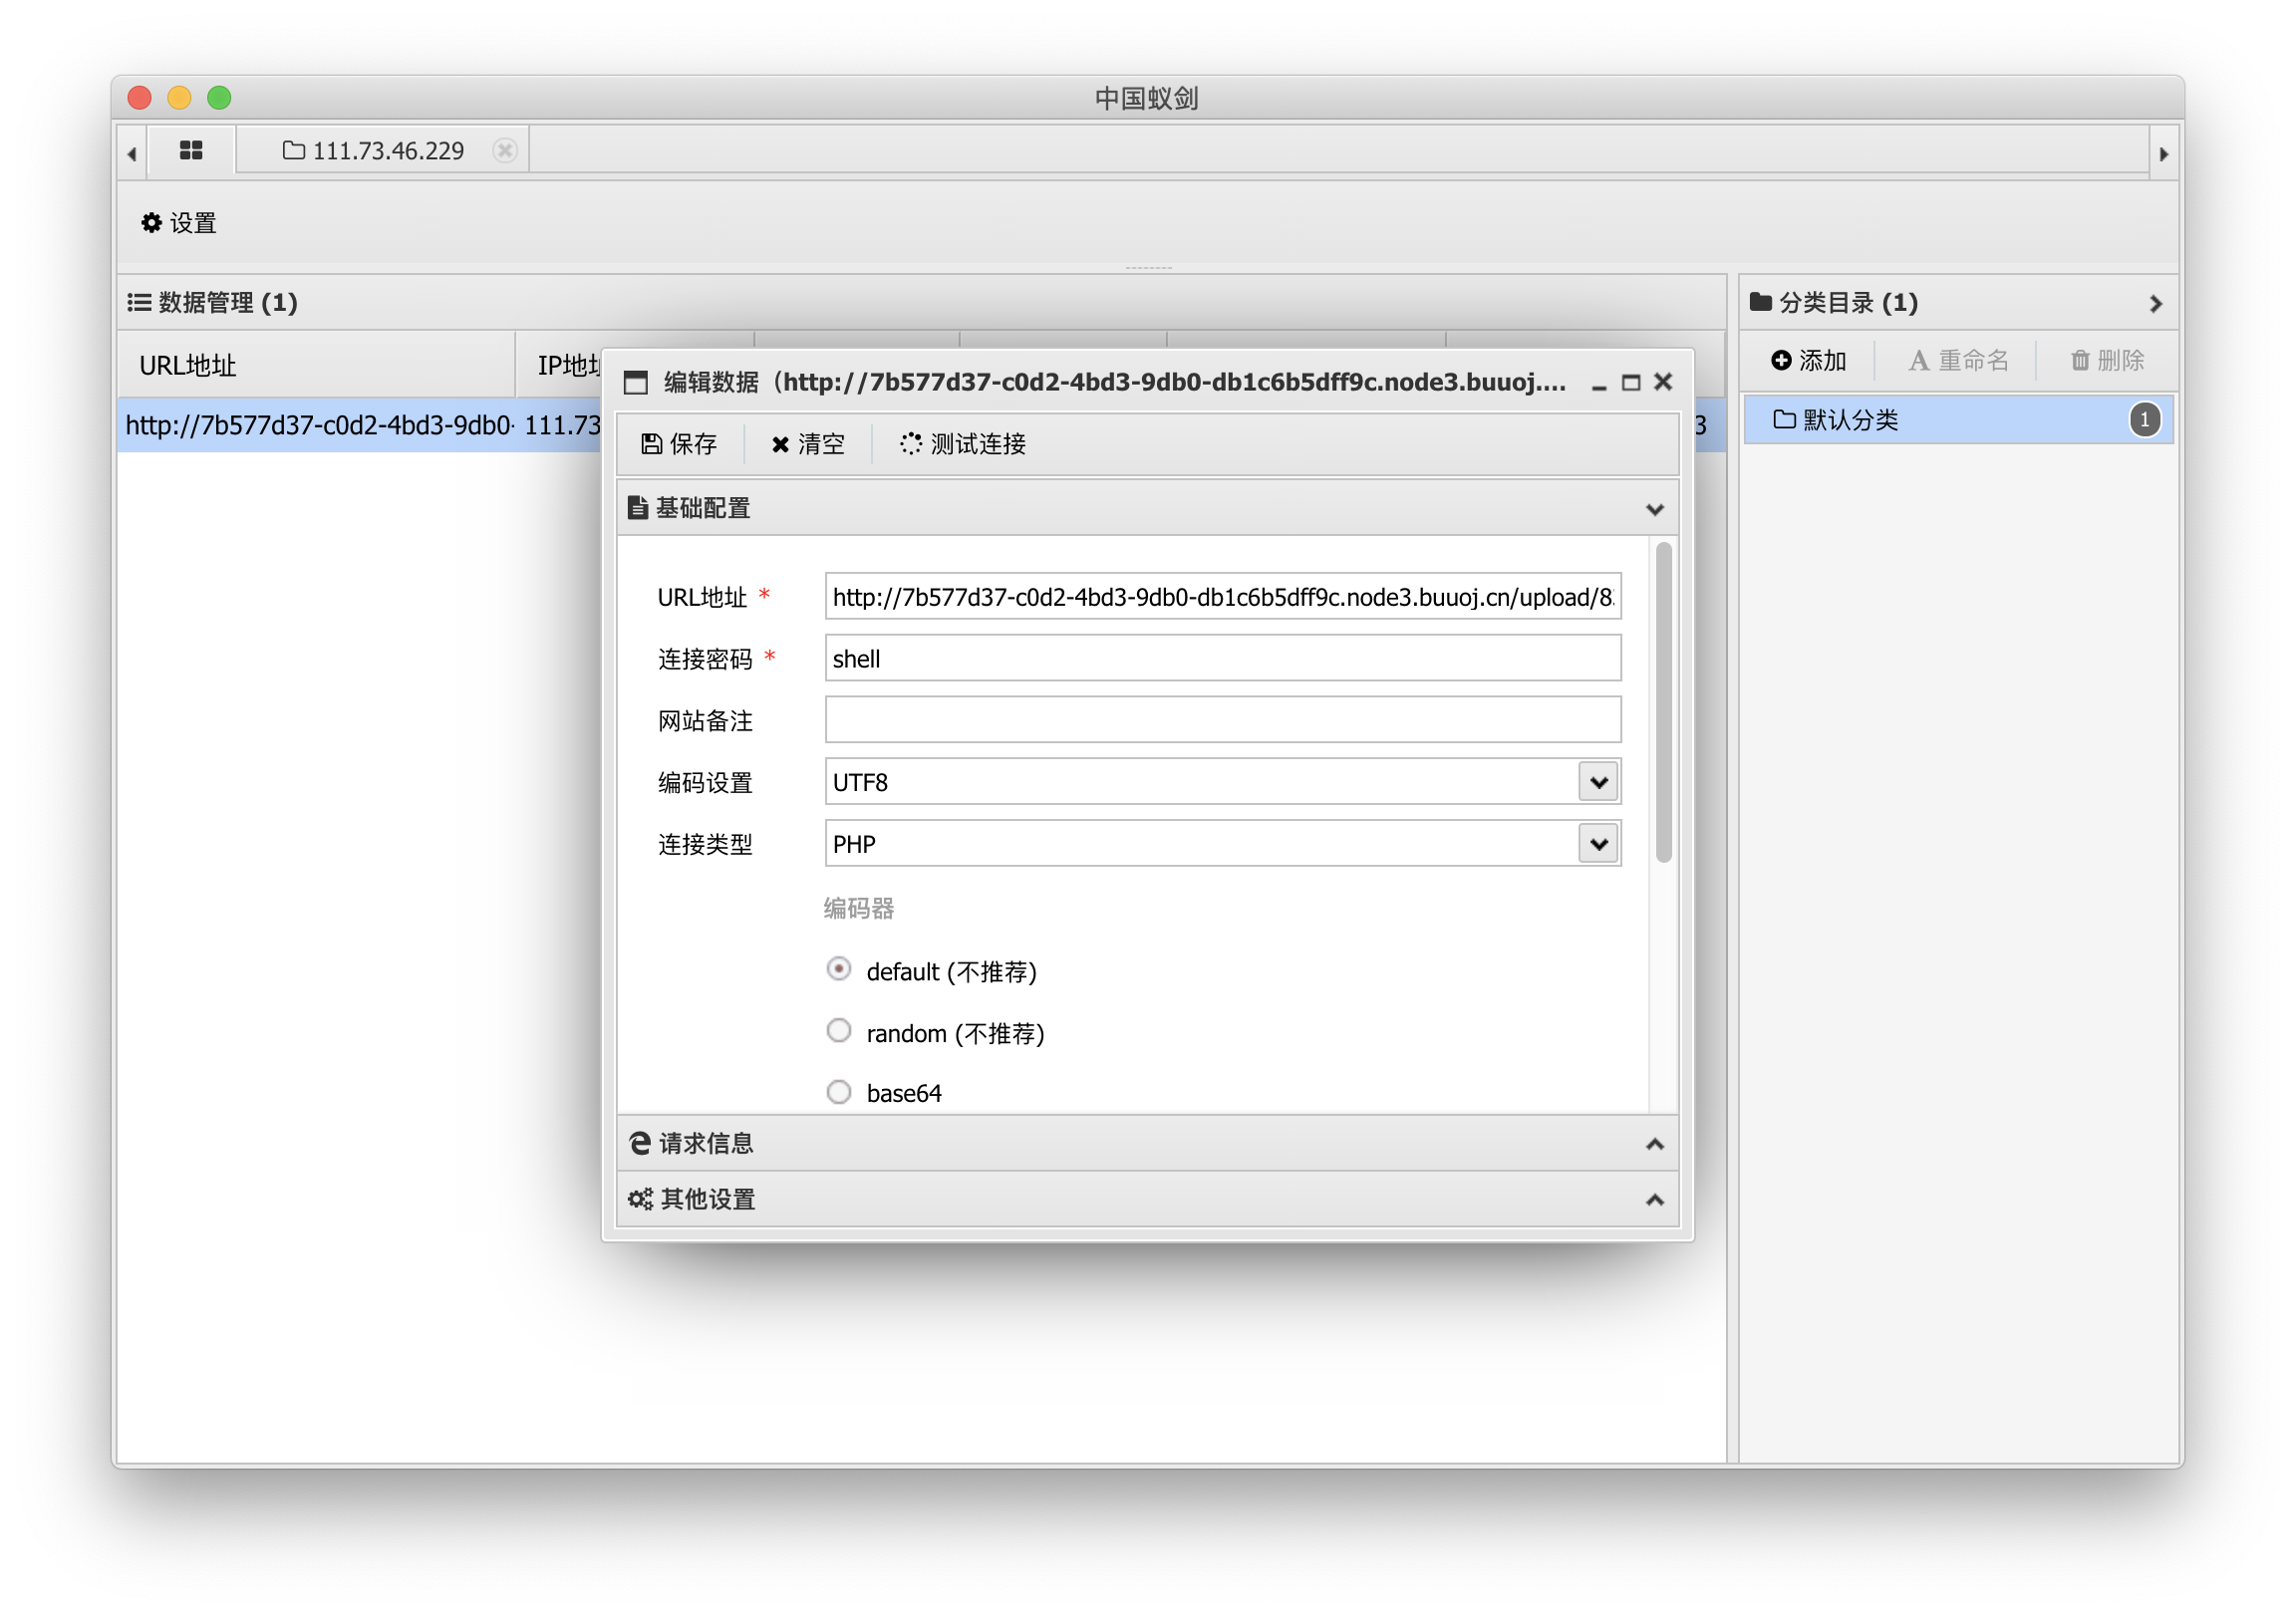 中国蚁剑
111.73.46.229
设置
数据管理 (1)
分类目录 (1)
URL地址
IP地址
添加
重命名
删除
http://7b577d37-c0d2-4bd3-9db0-
111.73
3
默认分类
1
编辑数据（http://7b577d37-c0d2-4bd3-9db0-db1c6b5dff9c.node3.buuoj....
保存
清空
测试连接
基础配置
URL地址 *
http://7b577d37-c0d2-4bd3-9db0-db1c6b5dff9c.node3.buuoj.cn/upload/8
连接密码 *
shell
网站备注
编码设置
UTF8
连接类型
PHP
编码器
default (不推荐)
random (不推荐)
base64
请求信息
其他设置